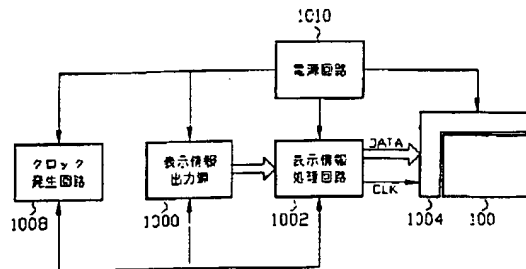 1010
電源回路
クロック
発生回路
表示情報
出力源
表示情報
処理回路
DATA
CLK
1008
1000
1002
1004
100